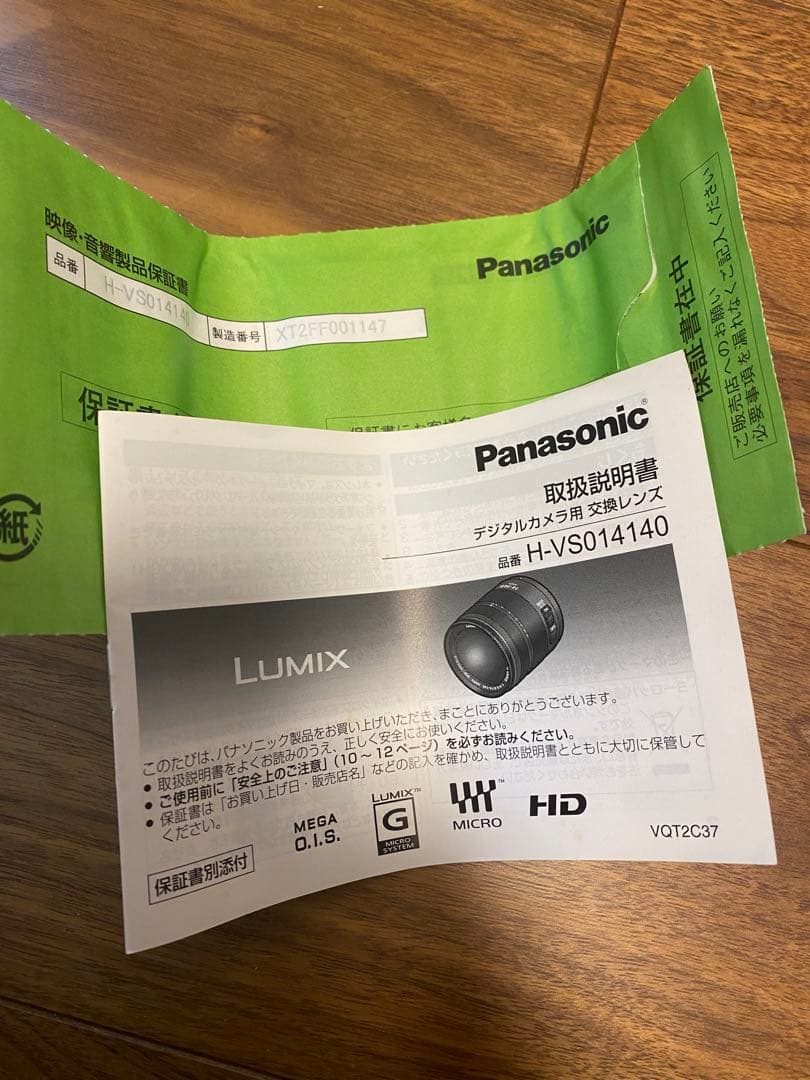 映像・音響製品保証書
Panasonic
品番 H-VS014140 製造番号 XT2FF001147
保証書在中
ご販売店へのお願い
必要事項を漏れなくご記入ください
保証書
紙
Panasonic®
取扱説明書
デジタルカメラ用 交換レンズ
品番 H-VS014140
LUMIX
このたびは、パナソニック製品をお買い上げいただき、まことにありがとうございます。
● 取扱説明書をよくお読みのうえ、正しく安全にお使いください。
● ご使用前に「安全上のご注意」(10~12ページ)を必ずお読みください。
● 保証書は「お買い上げ日・販売店名」などの記入を確かめ、取扱説明書とともに大切に保管して
ください。
保証書別添付
MEGA
O.I.S.
LUMIX™
G
MICRO
SYSTEM
MICRO
HD
VQT2C37